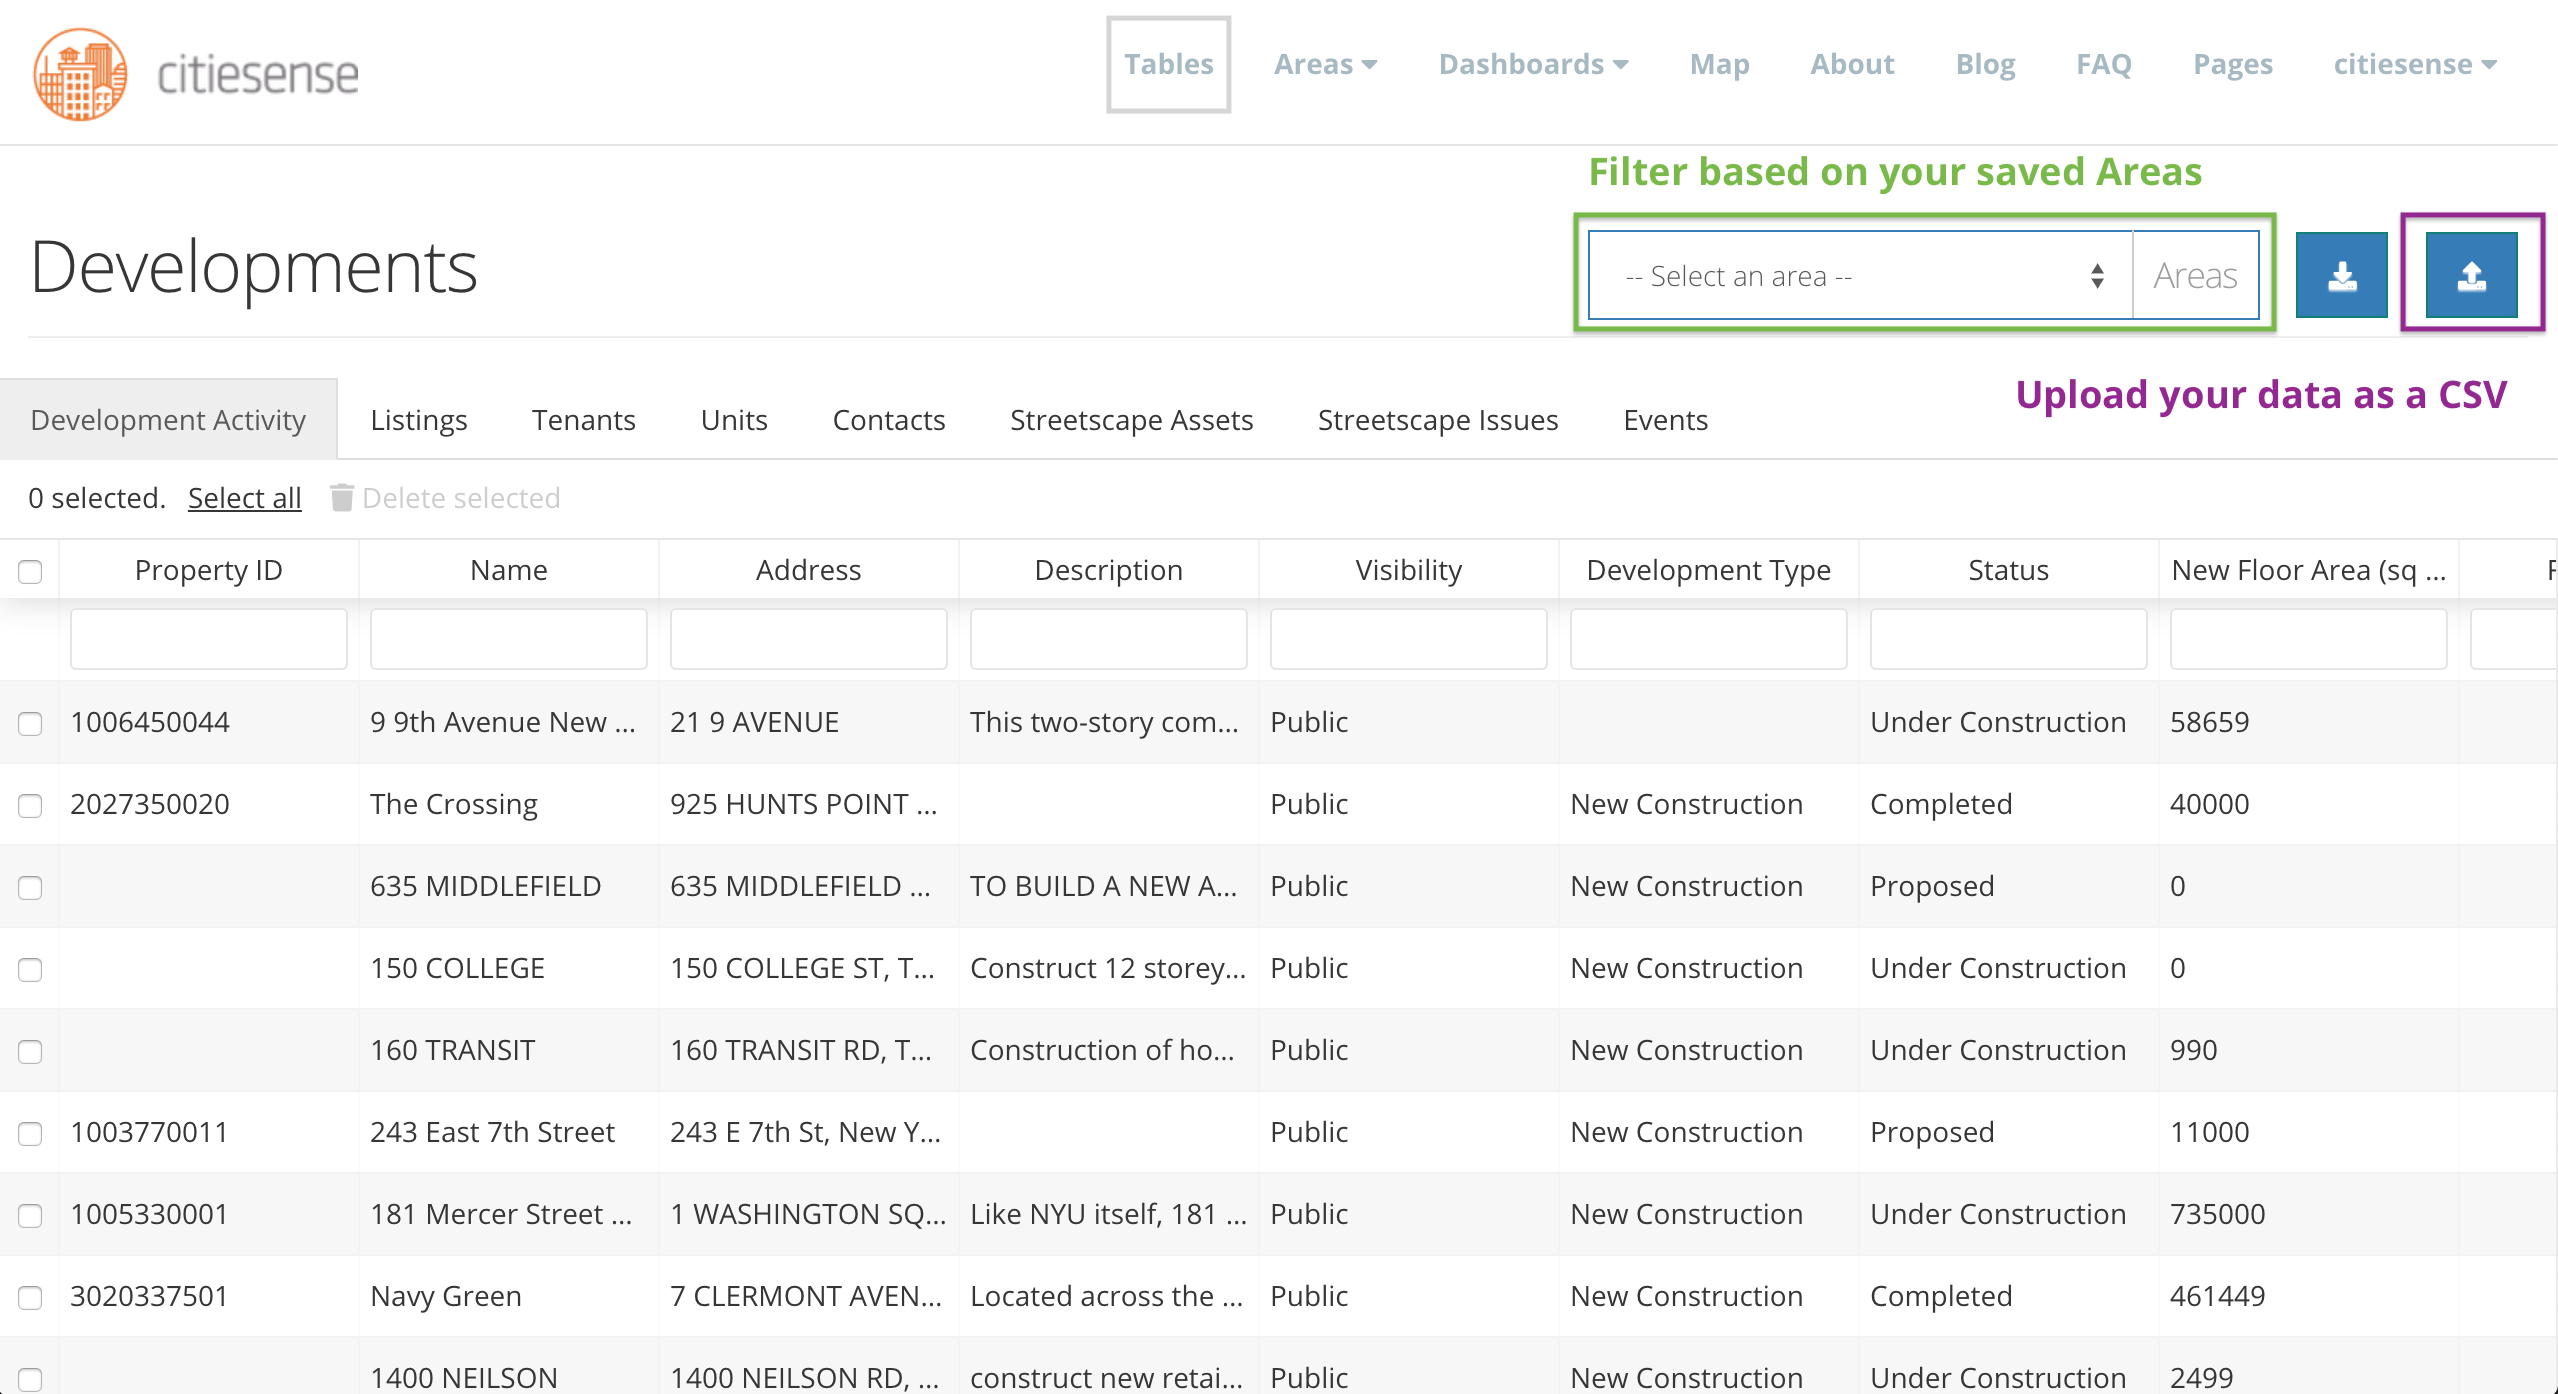 citiesense
Tables Areas Dashboards Map About Blog FAQ Pages citiesense
Filter based on your saved Areas
Developments
-- Select an area -- Areas
Upload your data as a CSV
Development Activity Listings Tenants Units Contacts Streetscape Assets Streetscape Issues Events
0 selected. Select all Delete selected
Property ID Name Address Description Visibility Development Type Status New Floor Area (sq ...
1006450044 9 9th Avenue New ... 21 9 AVENUE This two-story com... Public Under Construction 58659
2027350020 The Crossing 925 HUNTS POINT ... Public New Construction Completed 40000
635 MIDDLEFIELD 635 MIDDLEFIELD ... TO BUILD A NEW A... Public New Construction Proposed 0
150 COLLEGE 150 COLLEGE ST, T... Construct 12 storey... Public New Construction Under Construction 0
160 TRANSIT 160 TRANSIT RD, T... Construction of ho... Public New Construction Under Construction 990
1003770011 243 East 7th Street 243 E 7th St, New Y... Public New Construction Proposed 11000
1005330001 181 Mercer Street ... 1 WASHINGTON SQ... Like NYU itself, 181 ... Public New Construction Under Construction 735000
3020337501 Navy Green 7 CLERMONT AVEN... Located across the ... Public New Construction Completed 461449
1400 NEILSON 1400 NEILSON RD, ... construct new retai... Public New Construction Under Construction 2499